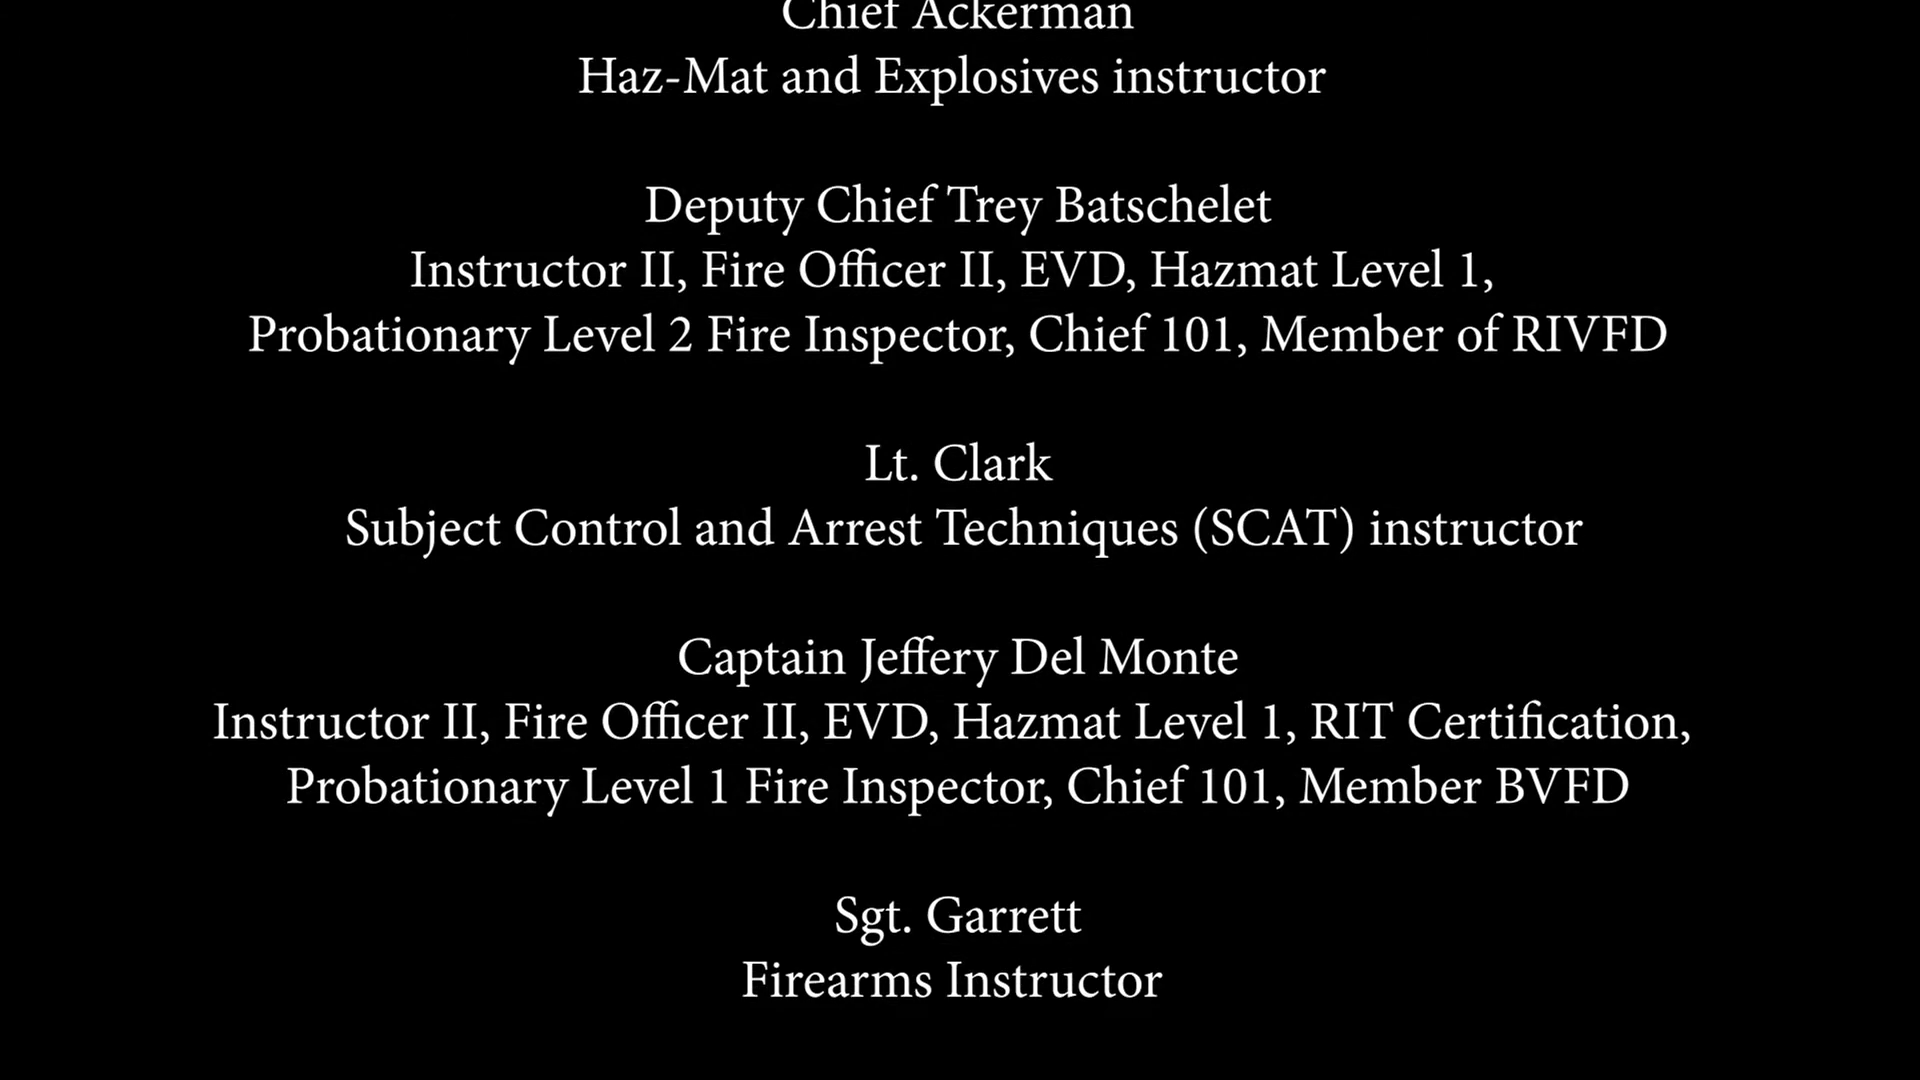 Chief Ackerman
Haz-Mat and Explosives instructor
Deputy Chief Trey Batschelet
Instructor II, Fire Officer II, EVD, Hazmat Level 1,
Probationary Level 2 Fire Inspector, Chief 101, Member of RIVFD
Lt. Clark
Subject Control and Arrest Techniques (SCAT) instructor
Captain Jeffery Del Monte
Instructor II, Fire Officer II, EVD, Hazmat Level 1, RIT Certification,
Probationary Level 1 Fire Inspector, Chief 101, Member BVFD
Sgt. Garrett
Firearms Instructor